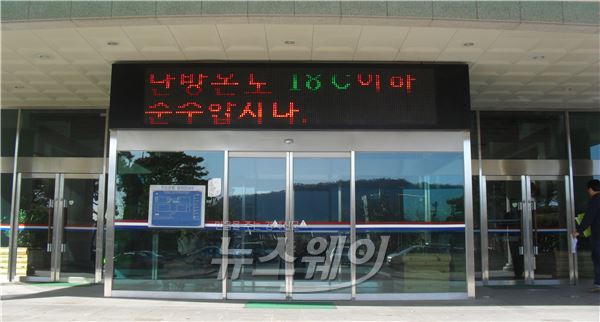 난방온도 18℃이하
준수합시다.
뉴스웨이